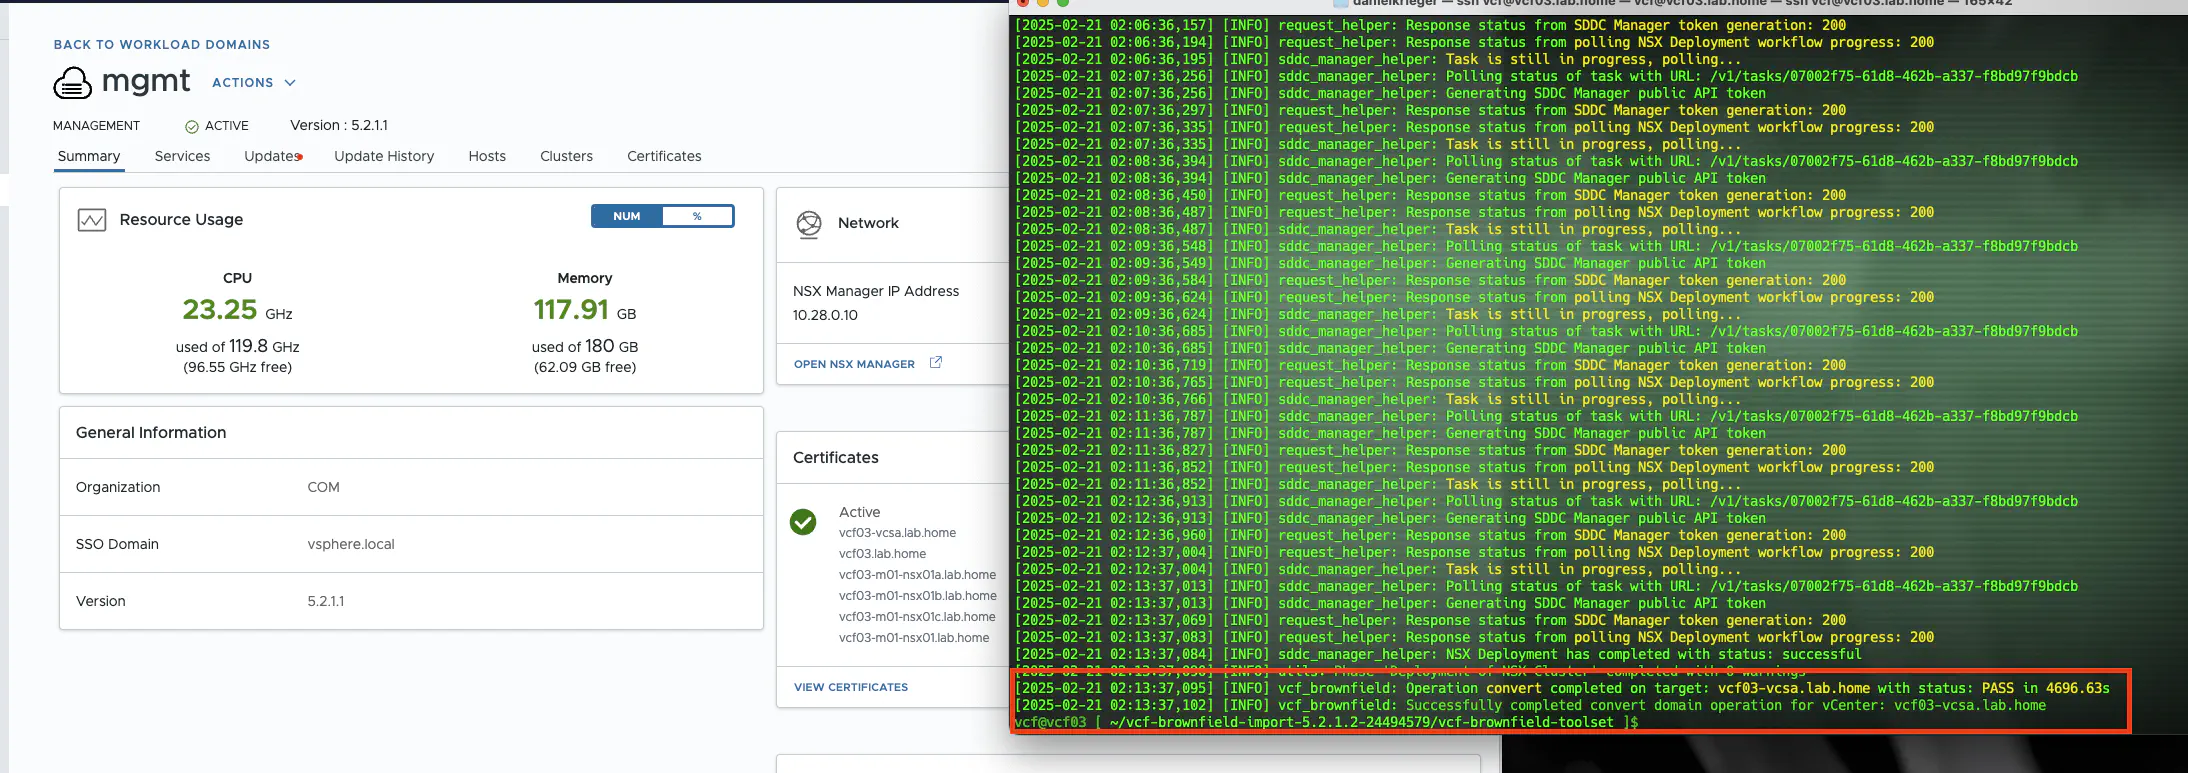 BACK TO WORKLOAD DOMAINS
mgmt ACTIONS
MANAGEMENT ACTIVE Version : 5.2.1.1
Summary Services Updates Update History Hosts Clusters Certificates
Resource Usage NUM %
CPU Memory
23.25 GHz 117.91 GB
used of 119.8 GHz used of 180 GB
(96.55 GHz free) (62.09 GB free)
General Information
Organization COM
SSO Domain vsphere.local
Version 5.2.1.1
Network
NSX Manager IP Address
10.28.0.10
OPEN NSX MANAGER
Certificates
Active
vcf03-vcsa.lab.home
vcf03.lab.home
vcf03-m01-nsx01a.lab.home
vcf03-m01-nsx01b.lab.home
vcf03-m01-nsx01c.lab.home
vcf03-m01-nsx01.lab.home
VIEW CERTIFICATES
danielkrieger — ssh vcf@vcf03.lab.home — vcf@vcf03.lab.home — ssh vcf@vcf03.lab.home — 165×42
[2025-02-21 02:06:36,157] [INFO] request_helper: Response status from SDDC Manager token generation: 200
[2025-02-21 02:06:36,194] [INFO] request_helper: Response status from polling NSX Deployment workflow progress: 200
[2025-02-21 02:06:36,195] [INFO] sddc_manager_helper: Task is still in progress, polling...
[2025-02-21 02:07:36,256] [INFO] sddc_manager_helper: Polling status of task with URL: /v1/tasks/07002f75-61d8-462b-a337-f8bd97f9bdcb
[2025-02-21 02:07:36,256] [INFO] sddc_manager_helper: Generating SDDC Manager public API token
[2025-02-21 02:07:36,297] [INFO] request_helper: Response status from SDDC Manager token generation: 200
[2025-02-21 02:07:36,335] [INFO] request_helper: Response status from polling NSX Deployment workflow progress: 200
[2025-02-21 02:07:36,335] [INFO] sddc_manager_helper: Task is still in progress, polling...
[2025-02-21 02:08:36,394] [INFO] sddc_manager_helper: Polling status of task with URL: /v1/tasks/07002f75-61d8-462b-a337-f8bd97f9bdcb
[2025-02-21 02:08:36,394] [INFO] sddc_manager_helper: Generating SDDC Manager public API token
[2025-02-21 02:08:36,450] [INFO] request_helper: Response status from SDDC Manager token generation: 200
[2025-02-21 02:08:36,487] [INFO] request_helper: Response status from polling NSX Deployment workflow progress: 200
[2025-02-21 02:08:36,487] [INFO] sddc_manager_helper: Task is still in progress, polling...
[2025-02-21 02:09:36,548] [INFO] sddc_manager_helper: Polling status of task with URL: /v1/tasks/07002f75-61d8-462b-a337-f8bd97f9bdcb
[2025-02-21 02:09:36,549] [INFO] sddc_manager_helper: Generating SDDC Manager public API token
[2025-02-21 02:09:36,584] [INFO] request_helper: Response status from SDDC Manager token generation: 200
[2025-02-21 02:09:36,624] [INFO] request_helper: Response status from polling NSX Deployment workflow progress: 200
[2025-02-21 02:09:36,624] [INFO] sddc_manager_helper: Task is still in progress, polling...
[2025-02-21 02:10:36,685] [INFO] sddc_manager_helper: Polling status of task with URL: /v1/tasks/07002f75-61d8-462b-a337-f8bd97f9bdcb
[2025-02-21 02:10:36,685] [INFO] sddc_manager_helper: Generating SDDC Manager public API token
[2025-02-21 02:10:36,719] [INFO] request_helper: Response status from SDDC Manager token generation: 200
[2025-02-21 02:10:36,765] [INFO] request_helper: Response status from polling NSX Deployment workflow progress: 200
[2025-02-21 02:10:36,766] [INFO] sddc_manager_helper: Task is still in progress, polling...
[2025-02-21 02:11:36,787] [INFO] sddc_manager_helper: Polling status of task with URL: /v1/tasks/07002f75-61d8-462b-a337-f8bd97f9bdcb
[2025-02-21 02:11:36,787] [INFO] sddc_manager_helper: Generating SDDC Manager public API token
[2025-02-21 02:11:36,827] [INFO] request_helper: Response status from SDDC Manager token generation: 200
[2025-02-21 02:11:36,852] [INFO] request_helper: Response status from polling NSX Deployment workflow progress: 200
[2025-02-21 02:11:36,852] [INFO] sddc_manager_helper: Task is still in progress, polling...
[2025-02-21 02:12:36,913] [INFO] sddc_manager_helper: Polling status of task with URL: /v1/tasks/07002f75-61d8-462b-a337-f8bd97f9bdcb
[2025-02-21 02:12:36,913] [INFO] sddc_manager_helper: Generating SDDC Manager public API token
[2025-02-21 02:12:36,960] [INFO] request_helper: Response status from SDDC Manager token generation: 200
[2025-02-21 02:12:37,004] [INFO] request_helper: Response status from polling NSX Deployment workflow progress: 200
[2025-02-21 02:12:37,004] [INFO] sddc_manager_helper: Task is still in progress, polling...
[2025-02-21 02:13:37,013] [INFO] sddc_manager_helper: Polling status of task with URL: /v1/tasks/07002f75-61d8-462b-a337-f8bd97f9bdcb
[2025-02-21 02:13:37,013] [INFO] sddc_manager_helper: Generating SDDC Manager public API token
[2025-02-21 02:13:37,069] [INFO] request_helper: Response status from SDDC Manager token generation: 200
[2025-02-21 02:13:37,083] [INFO] request_helper: Response status from polling NSX Deployment workflow progress: 200
[2025-02-21 02:13:37,084] [INFO] sddc_manager_helper: NSX Deployment has completed with status: successful
[2025-02-21 02:13:37,090] [INFO] utils: Phase 'Deployment of NSX Cluster' completed with 0 warnings
[2025-02-21 02:13:37,095] [INFO] vcf_brownfield: Operation convert completed on target: vcf03-vcsa.lab.home with status: PASS in 4696.63s
[2025-02-21 02:13:37,102] [INFO] vcf_brownfield: Successfully completed convert domain operation for vCenter: vcf03-vcsa.lab.home
vcf@vcf03 [ ~/vcf-brownfield-import-5.2.1.2-24494579/vcf-brownfield-toolset ]$